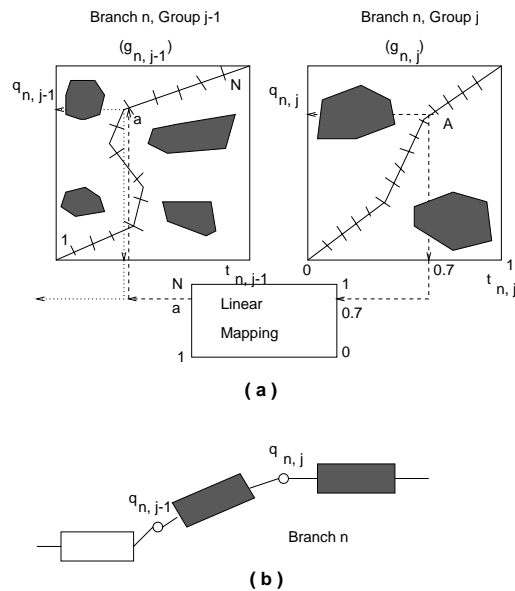 Branch n, Group j-1
Branch n, Group j
(g n, j-1)
(g n, j)
q n, j-1
N
a
1
t n, j-1
q n, j
A
0
0.7
1
t n, j
N
a
1
Linear
Mapping
1
0.7
0
( a )
q n, j
q n, j-1
Branch n
( b )